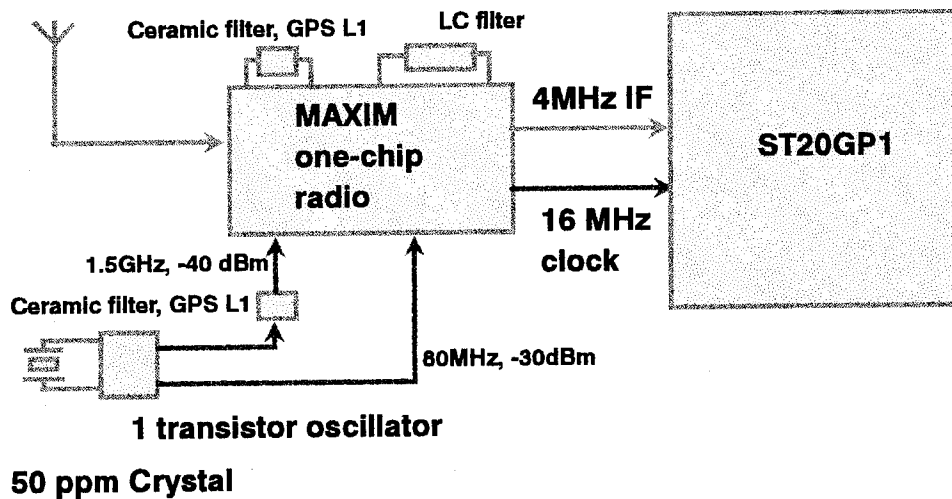 Ceramic filter, GPS L1
LC filter
MAXIM
one-chip
radio
4MHz IF
ST20GP1
16 MHz
clock
1.5GHz, -40 dBm
Ceramic filter, GPS L1
80MHz, -30dBm
1 transistor oscillator
50 ppm Crystal